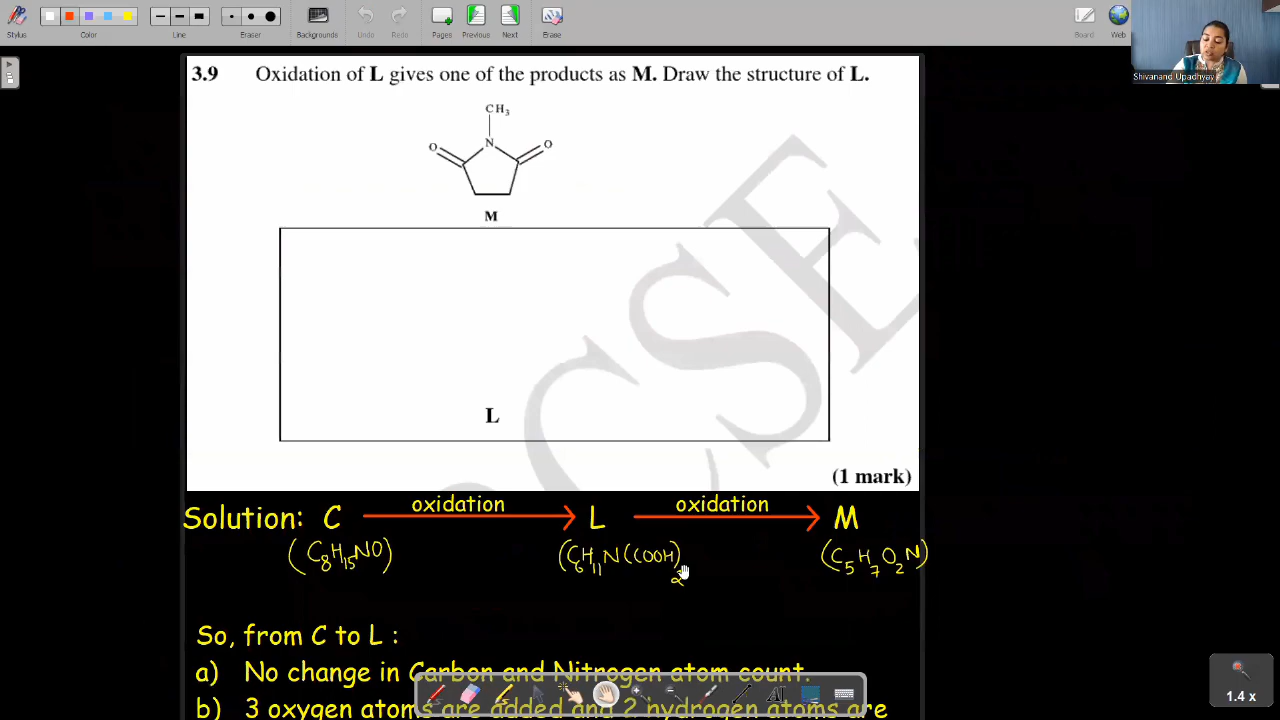 Style
Color
Line
Eraser
Backgrounds
Undo
Redo
Pages
Previous
Next
Erase
Board
Web
Shivanand Upadhyay
3.9 Oxidation of L gives one of the products as M. Draw the structure of L.
CH3
N
O
O
M
L
CSE
(1 mark)
Solution: C oxidation L oxidation M
(C8H15NO) (C6H11N(COOH)2 (C5H7O2N)
So, from C to L :
a) No change in Carbon and Nitrogen atom count.
b) 3 oxygen atoms are added and 2 hydrogen atoms are
1.4 x